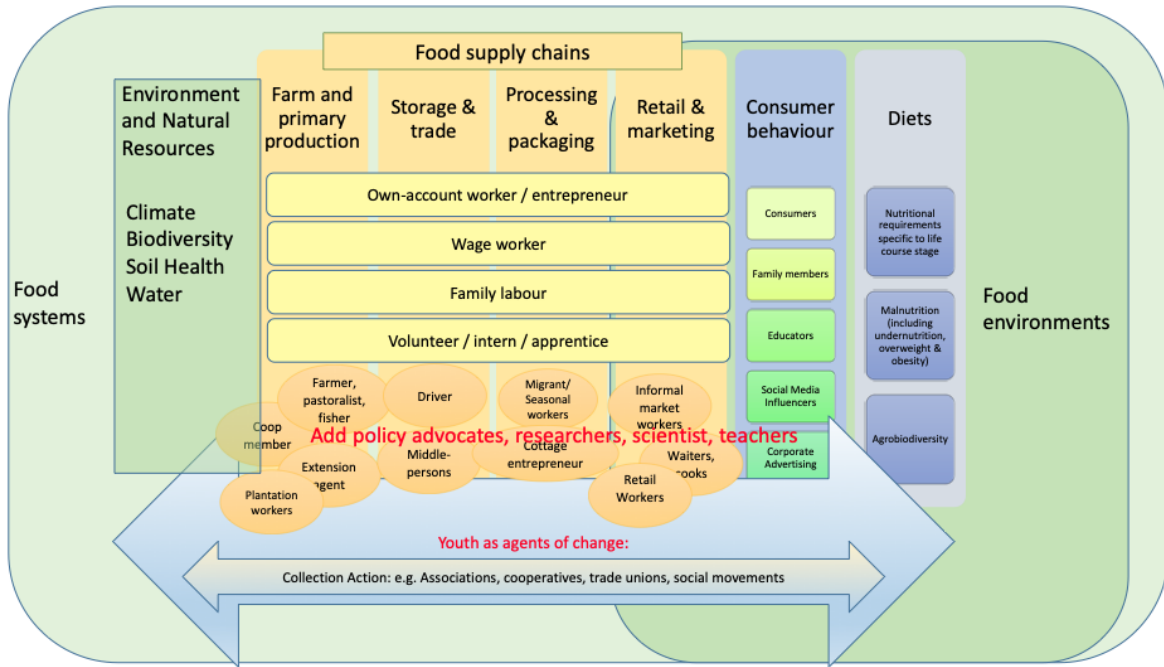 Food supply chains
Environment
and Natural
Resources
Climate
Biodiversity
Soil Health
Water
Farm and
primary
production
Storage &
trade
Processing
&
packaging
Retail &
marketing
Consumer
behaviour
Diets
Own-account worker / entrepreneur
Wage worker
Family labour
Volunteer / intern / apprentice
Consumers
Family members
Educators
Social Media
Influencers
Corporate
Advertising
Nutritional
requirements
specific to life
course stage
Malnutrition
(including
undernutrition,
overweight &
obesity)
Agrobiodiversity
Food
systems
Food
environments
Farmer,
pastoralist,
fisher
Driver
Migrant/
Seasonal
workers
Informal
market
workers
Coop
member
Add policy advocates, researchers, scientist, teachers
Extension
agent
Middle-
persons
Cottage
entrepreneur
Waiters,
cooks
Plantation
workers
Retail
Workers
Youth as agents of change:
Collection Action: e.g. Associations, cooperatives, trade unions, social movements